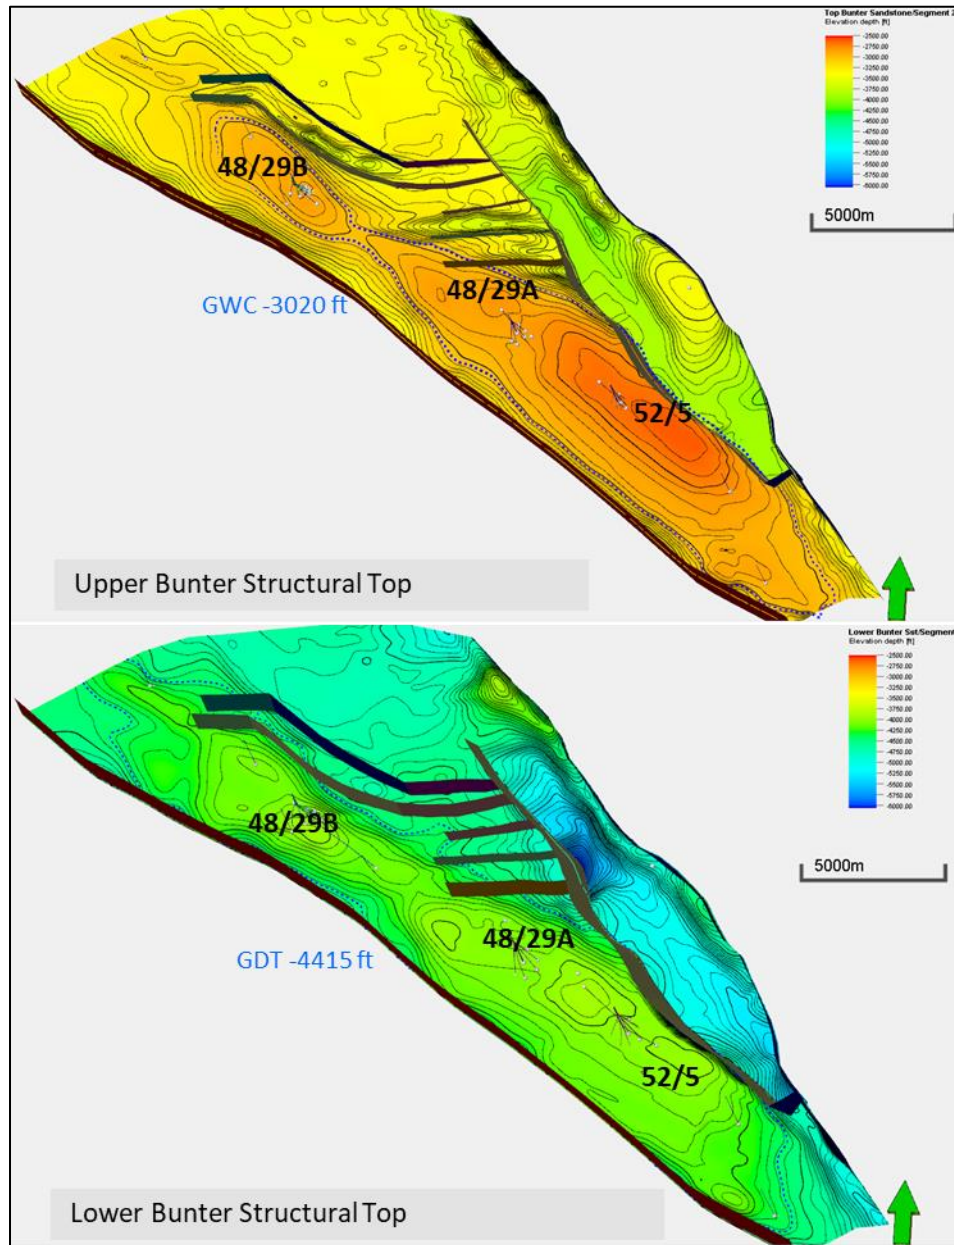 Top Bunter Sandstone/Segment 2
Elevation depth [ft]
-2500.00
-2750.00
-3000.00
-3250.00
-3500.00
-3750.00
-4000.00
-4250.00
-4500.00
-4750.00
-5000.00
-5250.00
-5500.00
-5750.00
-6000.00
5000m
48/29B
48/29A
GWC -3020 ft
52/5
Upper Bunter Structural Top
Lower Bunter Sst/Segment
Elevation depth [ft]
-2500.00
-2750.00
-3000.00
-3250.00
-3500.00
-3750.00
-4000.00
-4250.00
-4500.00
-4750.00
-5000.00
-5250.00
-5500.00
-5750.00
-6000.00
5000m
48/29B
48/29A
GDT -4415 ft
52/5
Lower Bunter Structural Top